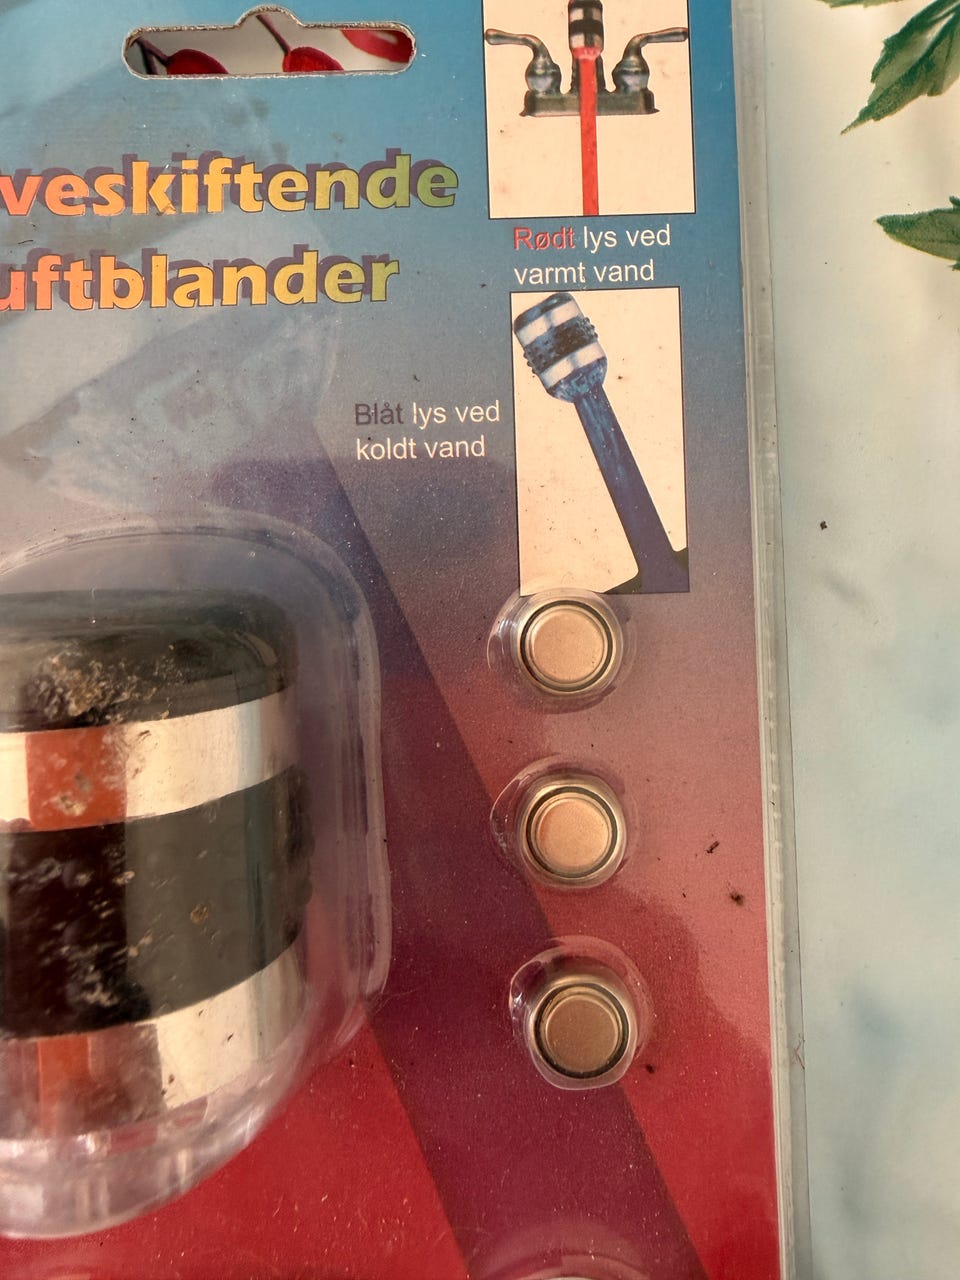 veskiftende
uftblander
Rødt lys ved
varmt vand
Blåt lys ved
koldt vand